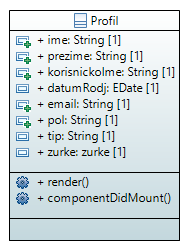 Profil
+ ime: String [1]
+ prezime: String [1]
+ korisnickoIme: String [1]
+ datumRodj: EDate [1]
+ email: String [1]
+ pol: String [1]
+ tip: String [1]
+ zurke: zurke [1]
+ render()
+ componentDidMount()